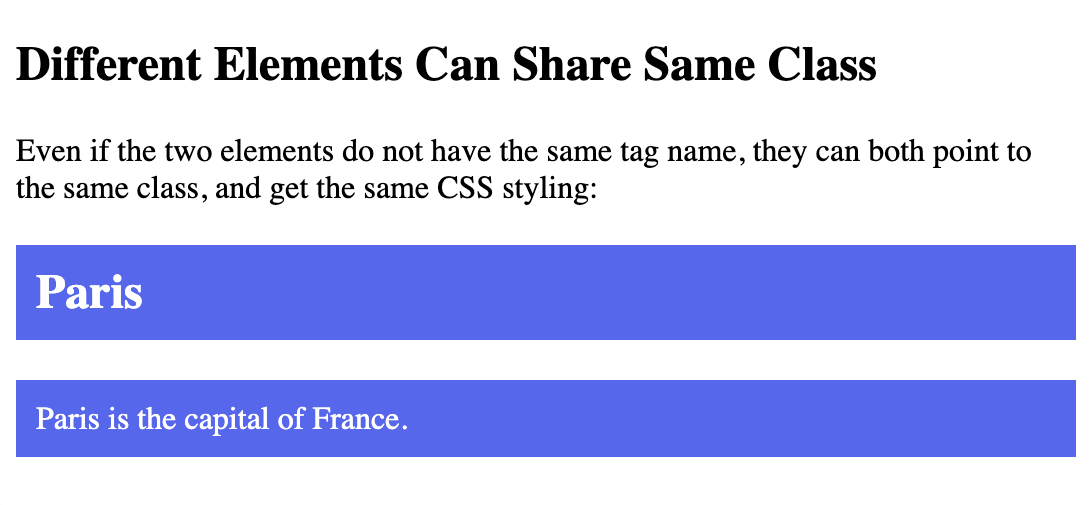 Different Elements Can Share Same Class
Even if the two elements do not have the same tag name, they can both point to
the same class, and get the same CSS styling:
Paris
Paris is the capital of France.